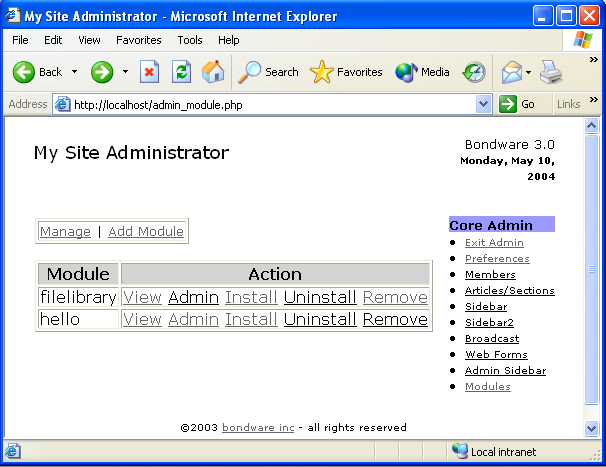 My Site Administrator - Microsoft Internet Explorer
File Edit View Favorites Tools Help
Back Search Favorites Media
Address http://localhost/admin_module.php Go Links
My Site Administrator
Bondware 3.0
Monday, May 10,
2004
Manage | Add Module
Module Action
filelibrary View Admin Install Uninstall Remove
hello View Admin Install Uninstall Remove
Core Admin
Exit Admin
Preferences
Members
Articles/Sections
Sidebar
Sidebar2
Broadcast
Web Forms
Admin Sidebar
Modules
©2003 bondware inc - all rights reserved
Local intranet